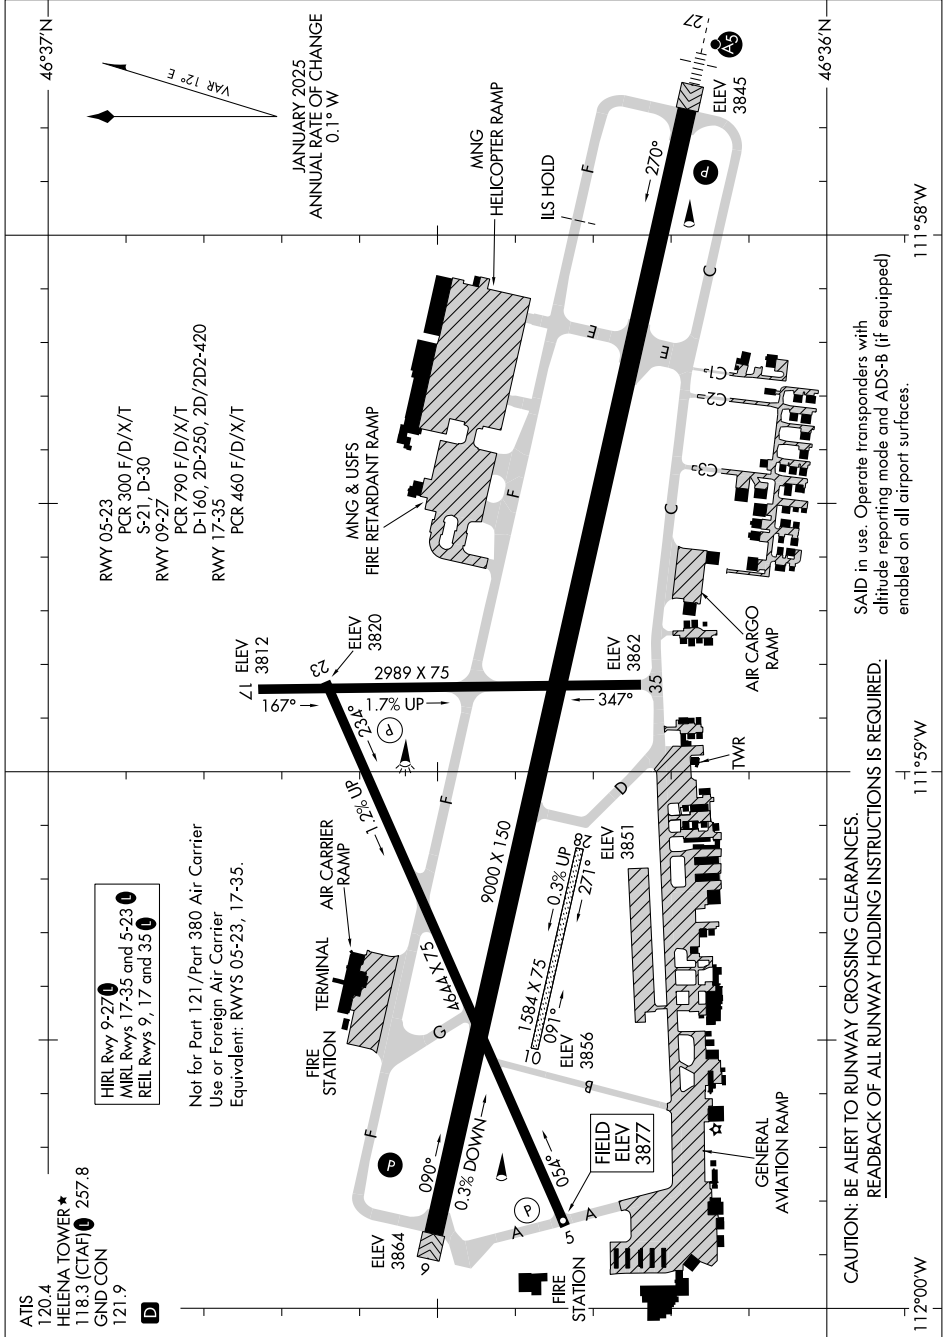 ATIS
120.4
HELENA TOWER★
118.3 (CTAF) L 257.8
GND CON
121.9
D
HIRL Rwy 9-27 L
MIRL Rwys 17-35 and 5-23 L
REIL Rwys 9, 17 and 35 L
Not for Part 121/Part 380 Air Carrier
Use or Foreign Air Carrier
Equivalent: RWYS 05-23, 17-35.
RWY 05-23
PCR 300 F/D/X/T
S-21, D-30
RWY 09-27
PCR 790 F/D/X/T
D-160, 2D-250, 2D/2D2-420
RWY 17-35
PCR 460 F/D/X/T
JANUARY 2025
ANNUAL RATE OF CHANGE
0.1° W
VAR 12° E
46°37'N
46°36'N
111°58'W
111°59'W
112°00'W
MNG
HELICOPTER RAMP
ILS HOLD
MNG & USFS
FIRE RETARDANT RAMP
AIR CARRIER
RAMP
TERMINAL
FIRE
STATION
17
ELEV
3812
23
ELEV
3820
167°
1.7% UP
2989 X 75
347°
ELEV
3862
35
234°
1.2% UP
4644 X 75
054°
5
FIELD
ELEV
3877
9
ELEV
3864
090°
0.3% DOWN
9000 X 150
270°
27
ELEV
3845
A5
10
ELEV
3856
091°
1584 X 75
0.3% UP
271°
28
ELEV
3851
P
P
P
P
F
F
F
F
G
A
A
B
D
E
E
C
C
C1
C2
C3
FIRE
STATION
GENERAL
AVIATION RAMP
TWR
AIR CARGO
RAMP
SAID in use. Operate transponders with
altitude reporting mode and ADS-B (if equipped)
enabled on all airport surfaces.
CAUTION: BE ALERT TO RUNWAY CROSSING CLEARANCES.
READBACK OF ALL RUNWAY HOLDING INSTRUCTIONS IS REQUIRED.